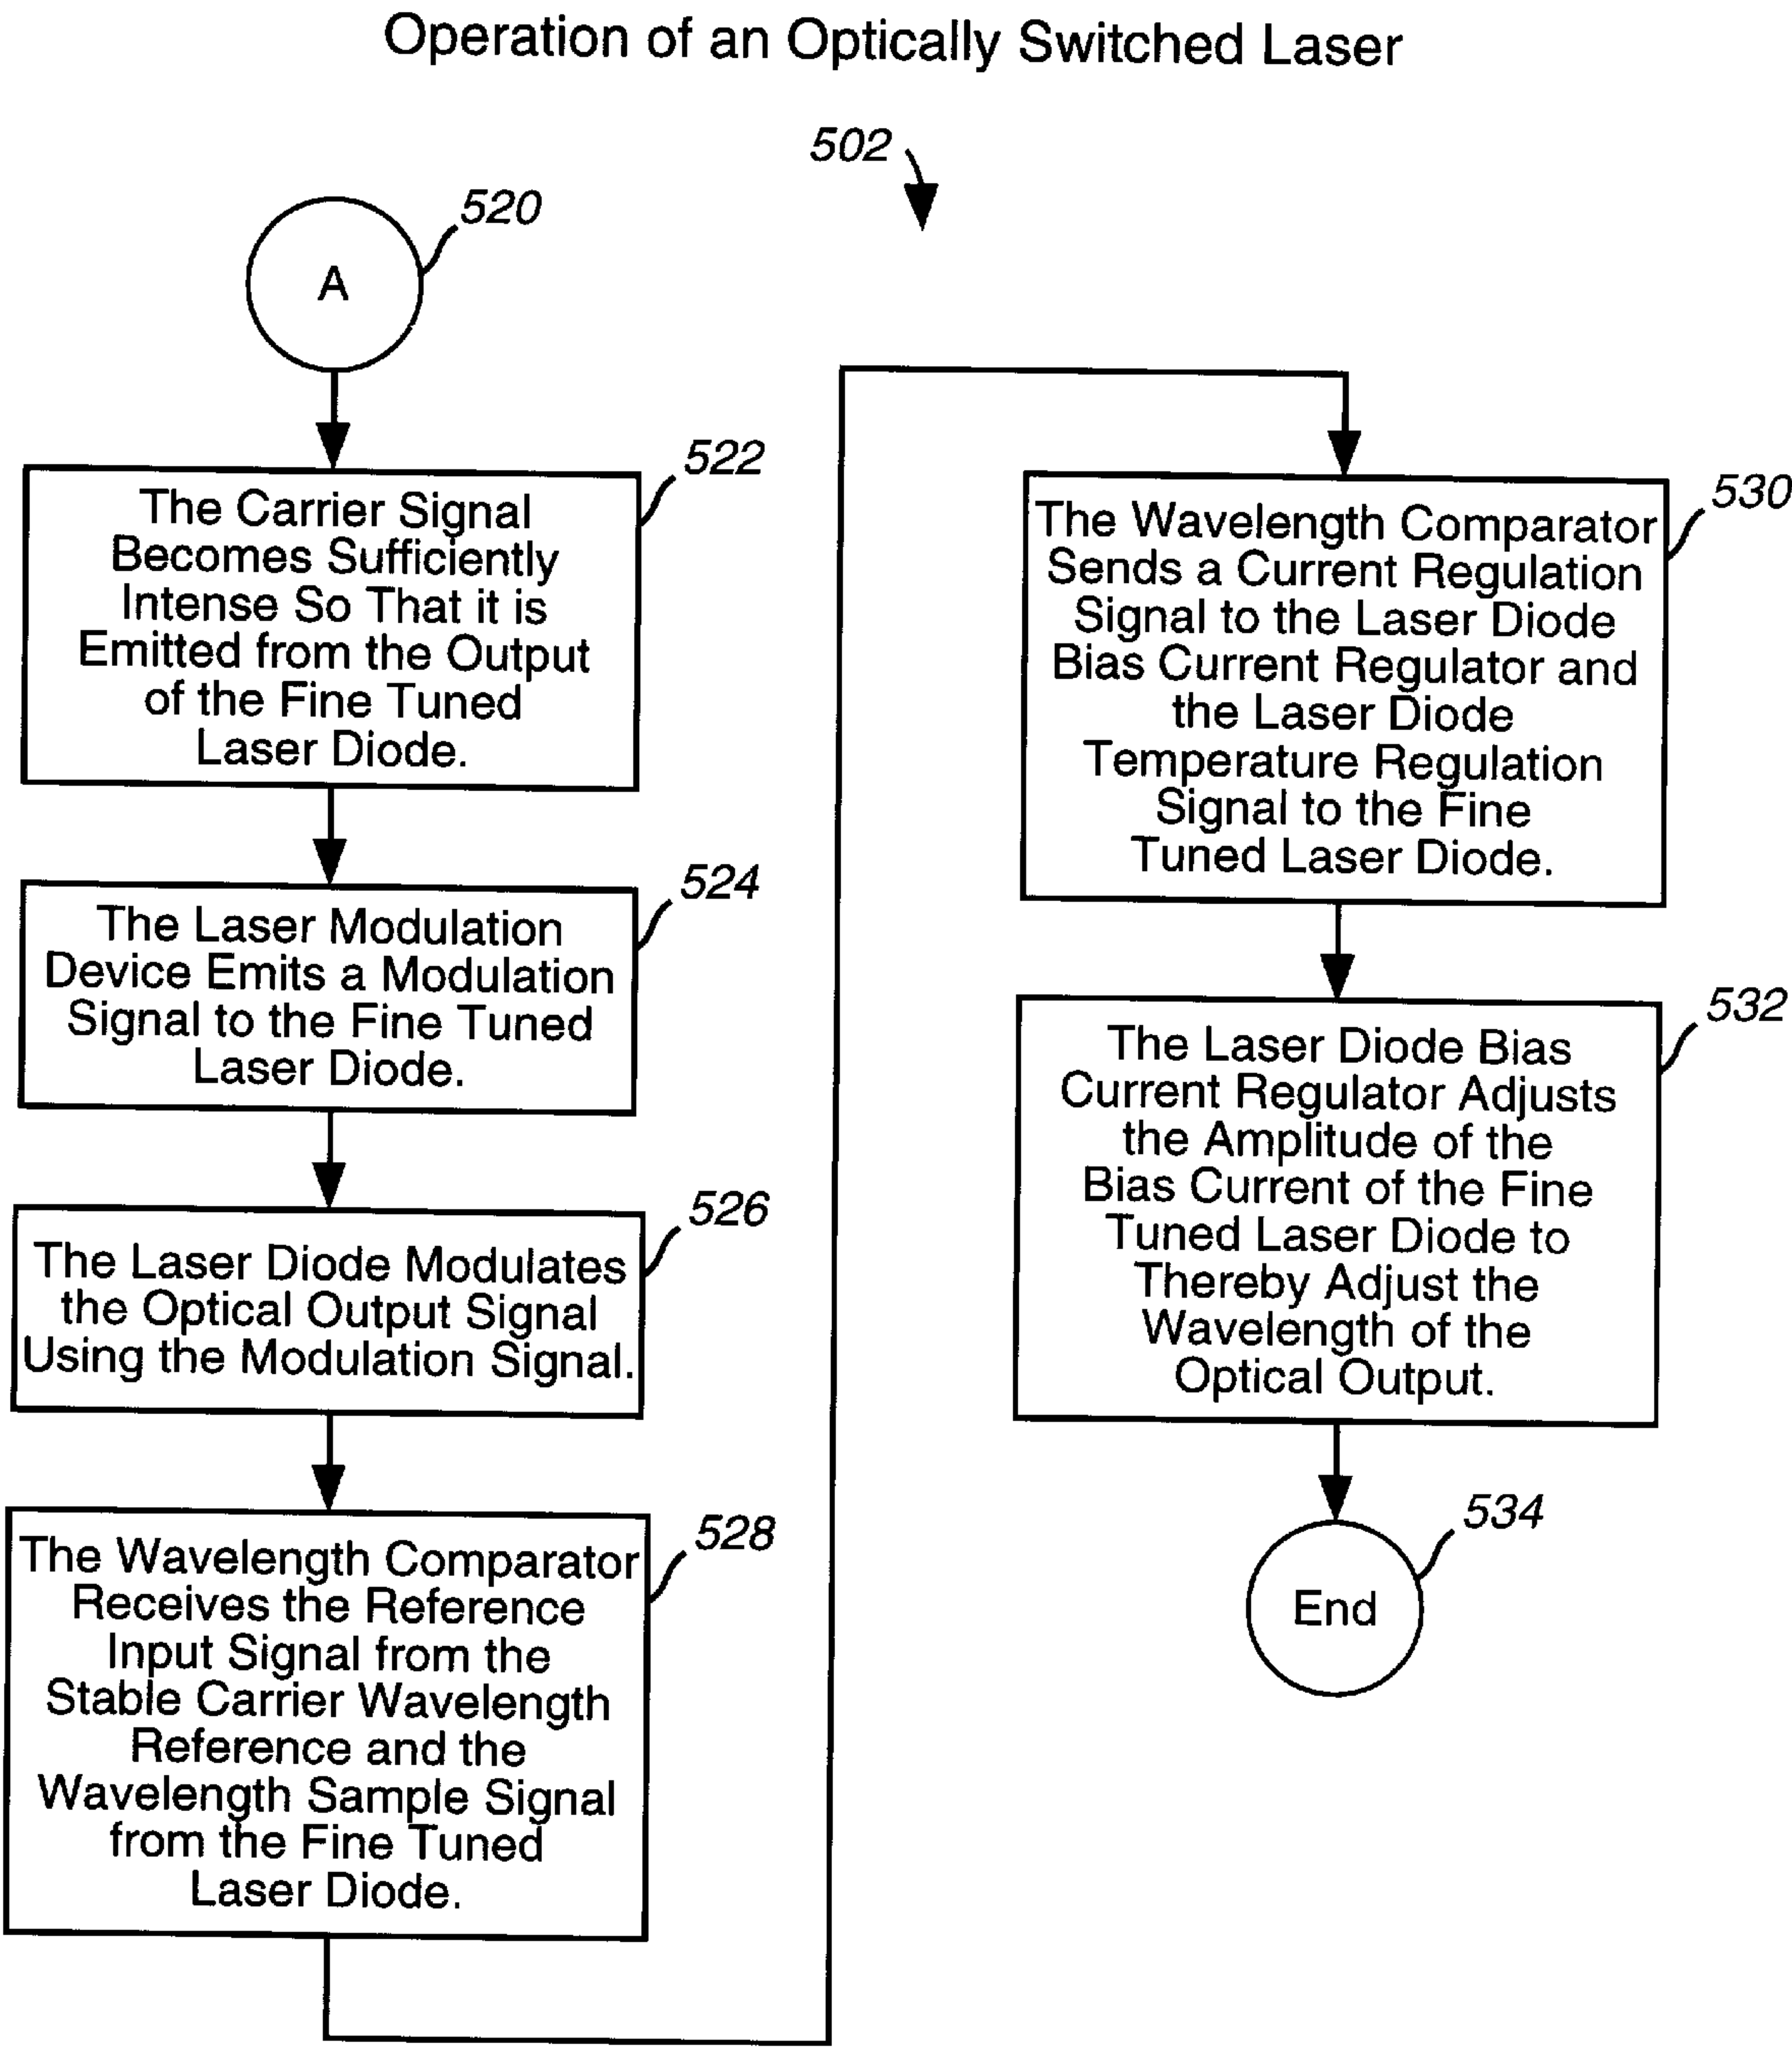 Operation of an Optically Switched Laser
502
520
A
522
The Carrier Signal
Becomes Sufficiently
Intense So That it is
Emitted from the Output
of the Fine Tuned
Laser Diode.
524
The Laser Modulation
Device Emits a Modulation
Signal to the Fine Tuned
Laser Diode.
526
The Laser Diode Modulates
the Optical Output Signal
Using the Modulation Signal.
528
The Wavelength Comparator
Receives the Reference
Input Signal from the
Stable Carrier Wavelength
Reference and the
Wavelength Sample Signal
from the Fine Tuned
Laser Diode.
530
The Wavelength Comparator
Sends a Current Regulation
Signal to the Laser Diode
Bias Current Regulator and
the Laser Diode
Temperature Regulation
Signal to the Fine
Tuned Laser Diode.
532
The Laser Diode Bias
Current Regulator Adjusts
the Amplitude of the
Bias Current of the Fine
Tuned Laser Diode to
Thereby Adjust the
Wavelength of the
Optical Output.
534
End